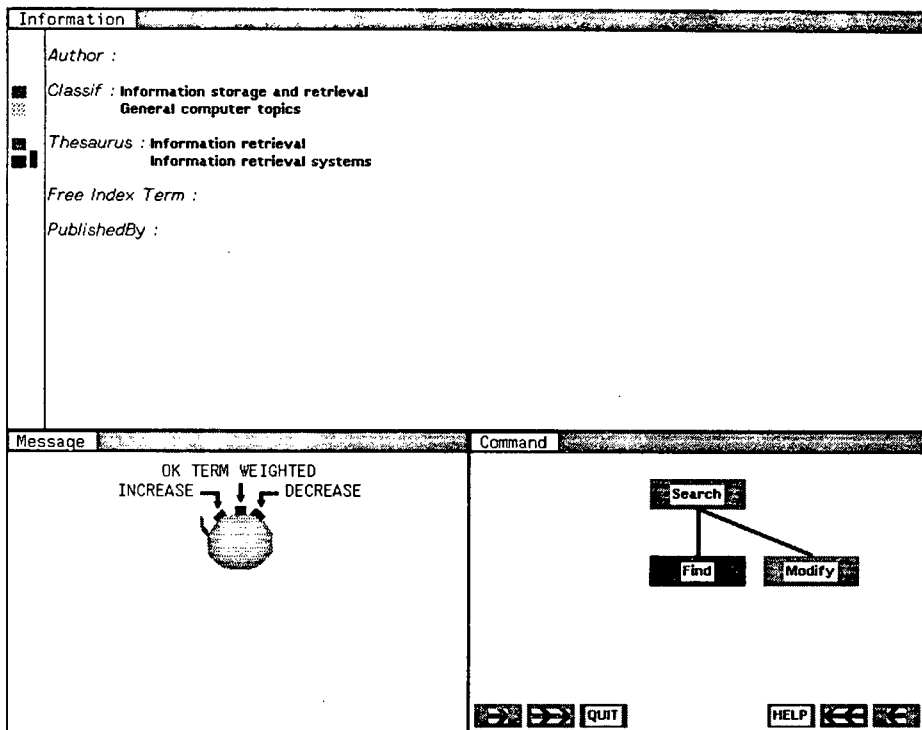 Information
Author :
Classif : Information storage and retrieval
General computer topics
Thesaurus : Information retrieval
Information retrieval systems
Free Index Term :
PublishedBy :
Message
OK TERM WEIGHTED
INCREASE DECREASE
Command
Search
Find Modify
QUIT HELP